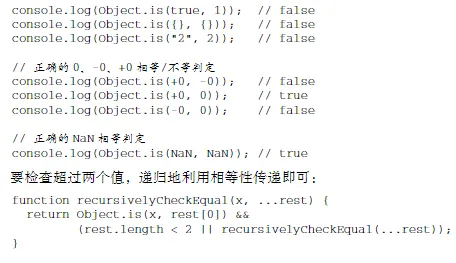 console.log(Object.is(true, 1));  // false
console.log(Object.is({}, {}));   // false
console.log(Object.is("2", 2));   // false
// 正确的 0、-0、+0 相等/不等判定
console.log(Object.is(+0, -0));   // false
console.log(Object.is(+0, 0));    // true
console.log(Object.is(-0, 0));    // false
// 正确的 NaN 相等判定
console.log(Object.is(NaN, NaN)); // true
要检查超过两个值，递归地利用相等性传递即可：
function recursivelyCheckEqual(x, ...rest) {
  return Object.is(x, rest[0]) &&
         (rest.length < 2 || recursivelyCheckEqual(...rest));
}